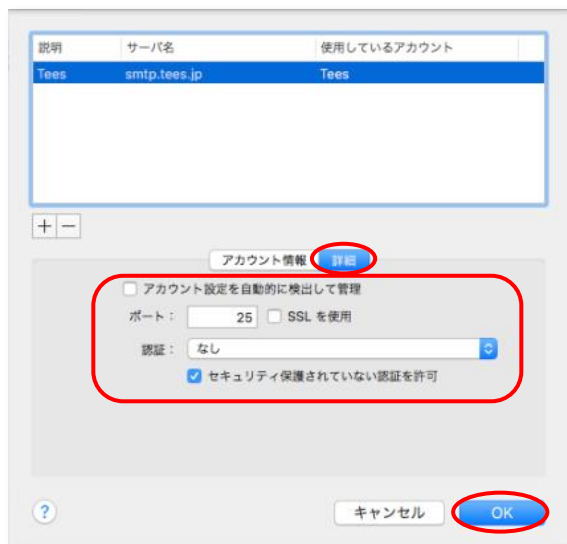 説明 サーバ名 使用しているアカウント
Tees smtp.tees.jp Tees
+ −
アカウント情報 詳細
アカウント設定を自動的に検出して管理
ポート： 25 SSL を使用
認証： なし
セキュリティ保護されていない認証を許可
? キャンセル OK